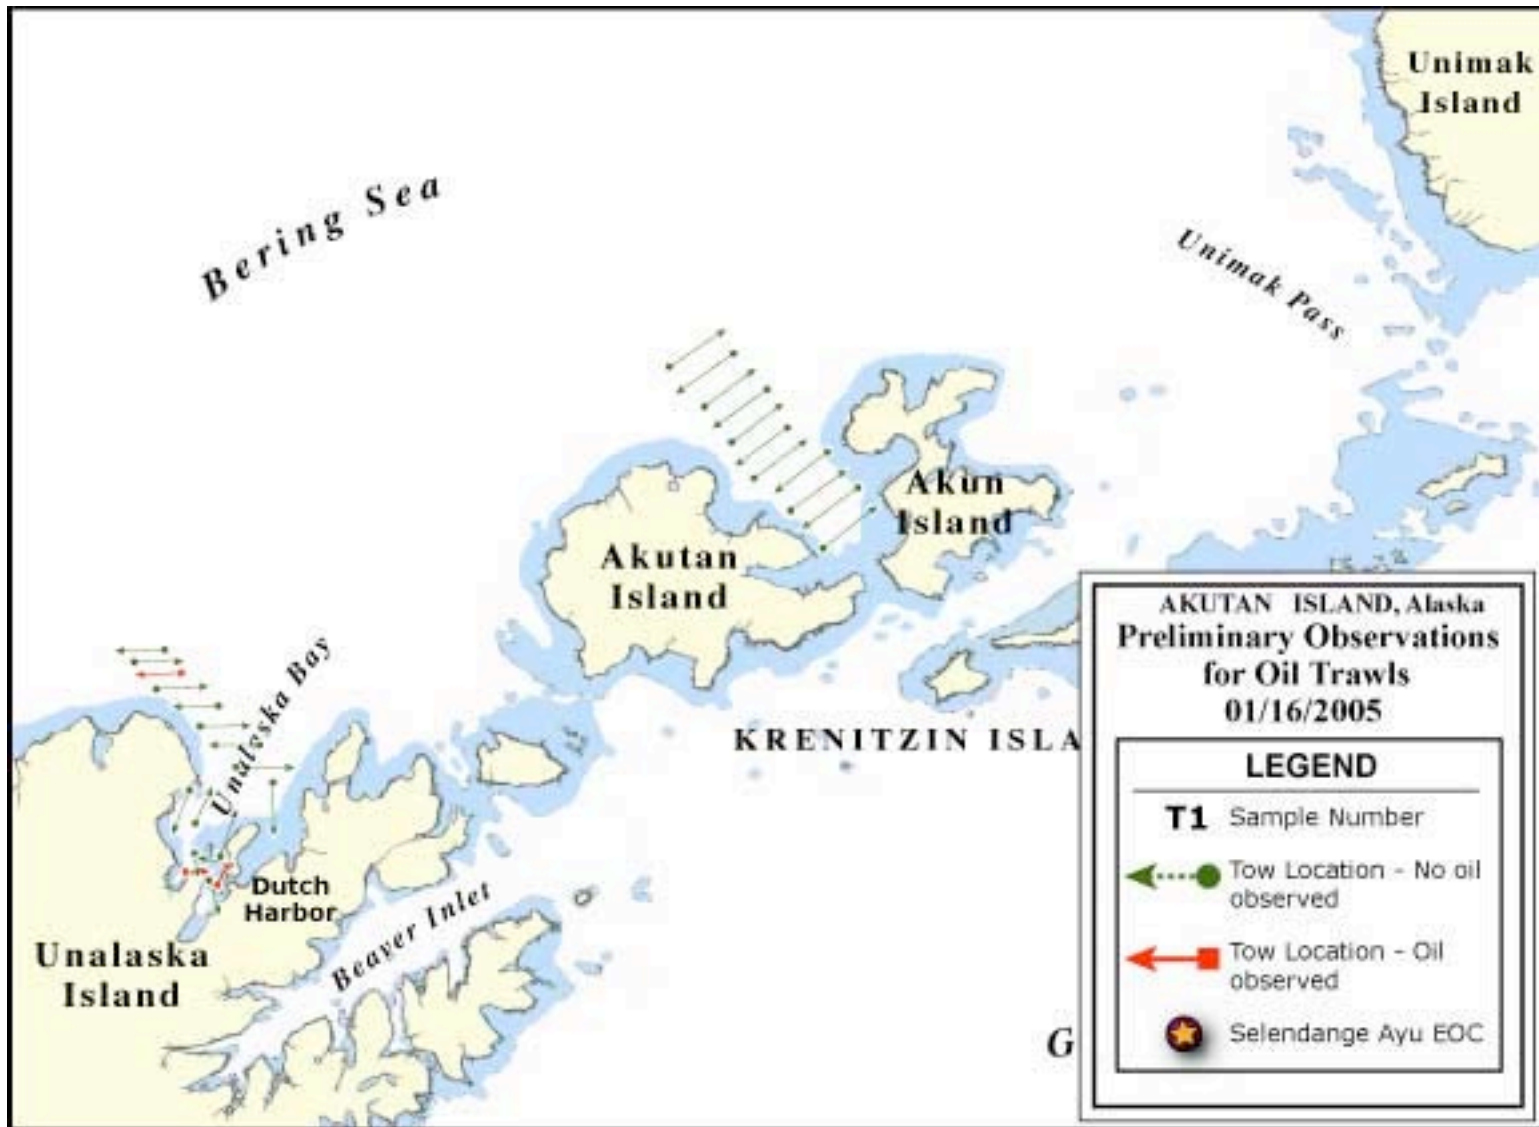 Unimak
Island
Bering Sea
Unimak Pass
Akun
Island
Akutan
Island
Unalaska Bay
KRENITZIN ISLA
Dutch
Harbor
Beaver Inlet
Unalaska
Island
G
AKUTAN ISLAND, Alaska
Preliminary Observations
for Oil Trawls
01/16/2005
LEGEND
T1 Sample Number
Tow Location - No oil
observed
Tow Location - Oil
observed
Selendange Ayu EOC